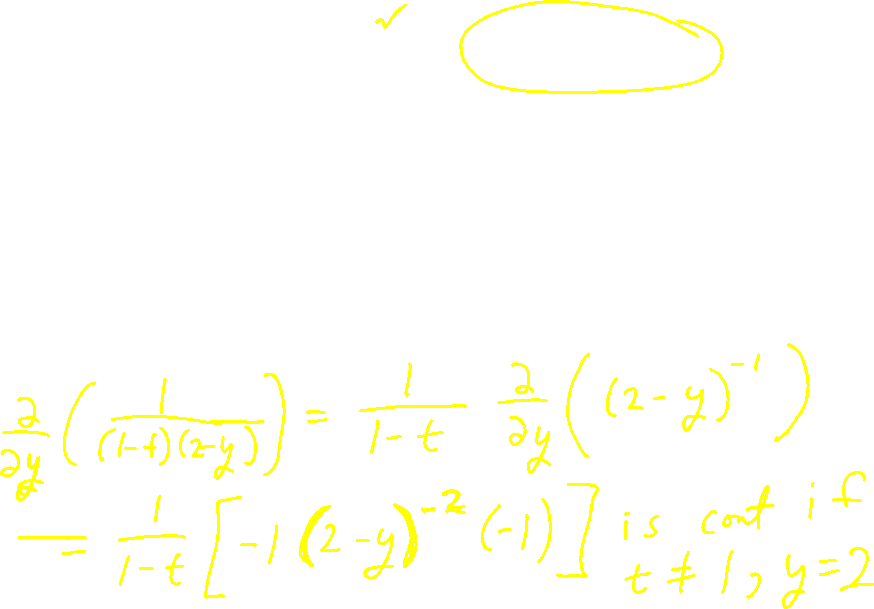 ✓
∂/∂y (1/((1-t)(2-y))) = 1/(1-t) ∂/∂y ((2-y)^-1)
= 1/(1-t) [-1(2-y)^-2 (-1)] is cont if
t ≠ 1, y=2